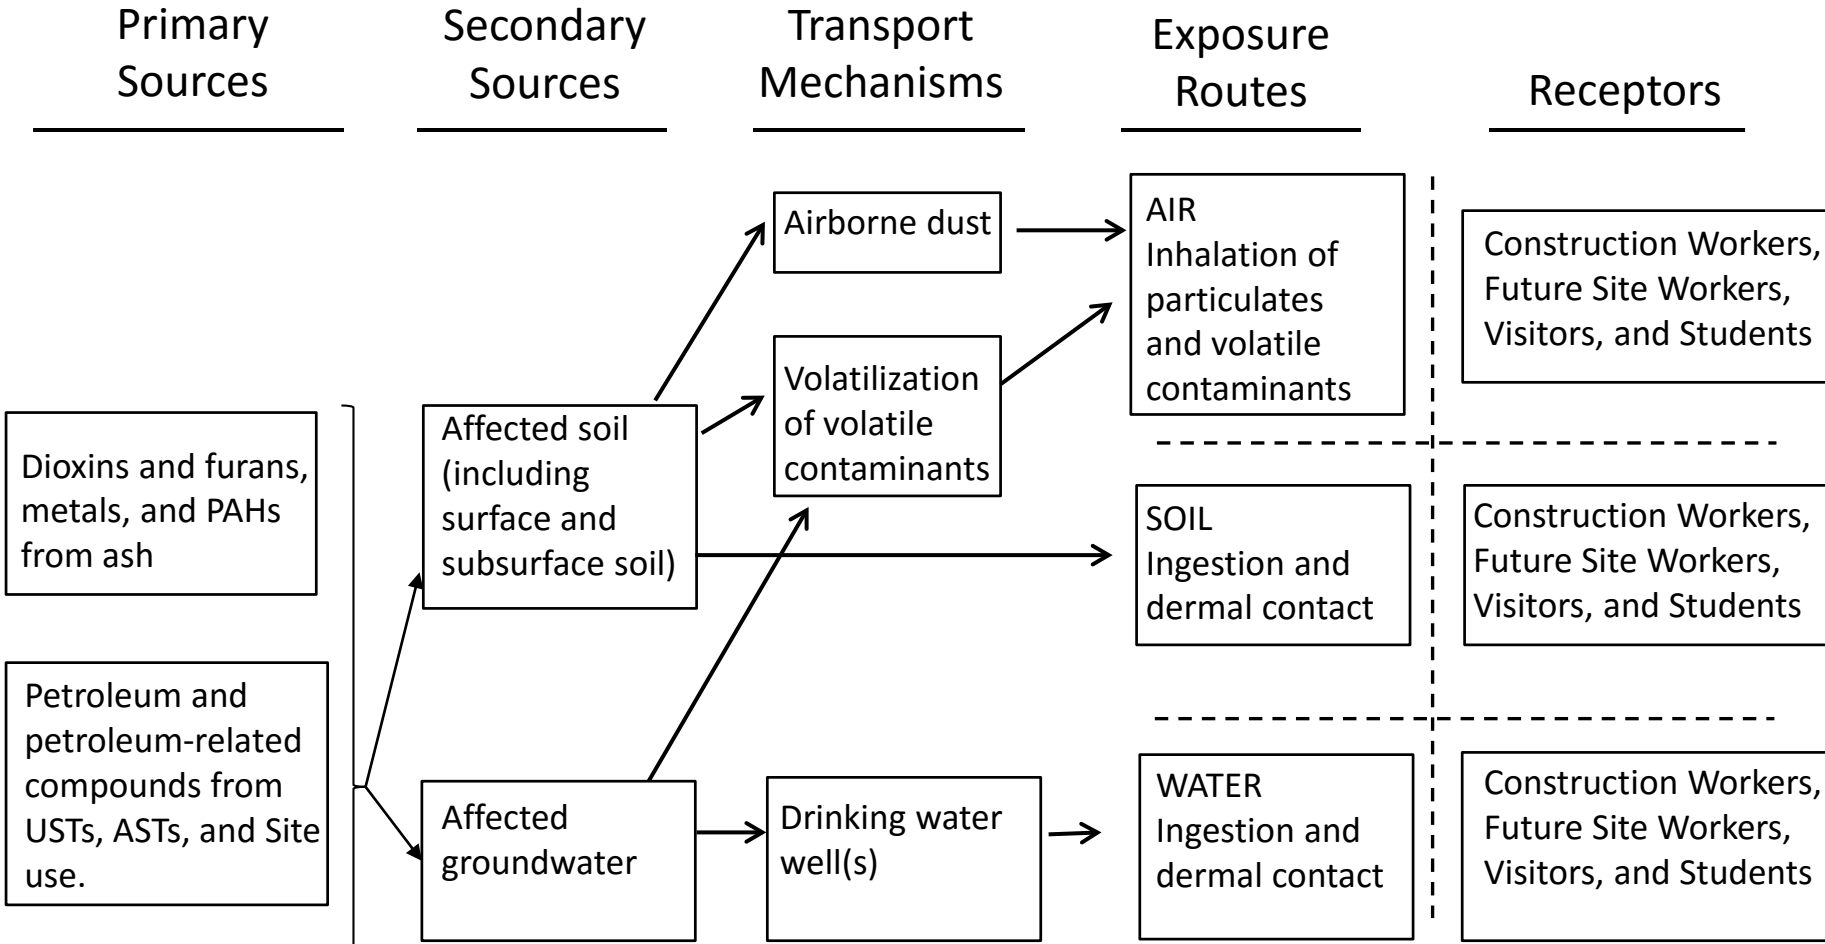 Primary
Sources
Secondary
Sources
Transport
Mechanisms
Exposure
Routes
Receptors
Dioxins and furans,
metals, and PAHs
from ash
Petroleum and
petroleum-related
compounds from
USTs, ASTs, and Site
use.
Affected soil
(including
surface and
subsurface soil)
Affected
groundwater
Airborne dust
Volatilization
of volatile
contaminants
Drinking water
well(s)
AIR
Inhalation of
particulates
and volatile
contaminants
SOIL
Ingestion and
dermal contact
WATER
Ingestion and
dermal contact
Construction Workers,
Future Site Workers,
Visitors, and Students
Construction Workers,
Future Site Workers,
Visitors, and Students
Construction Workers,
Future Site Workers,
Visitors, and Students